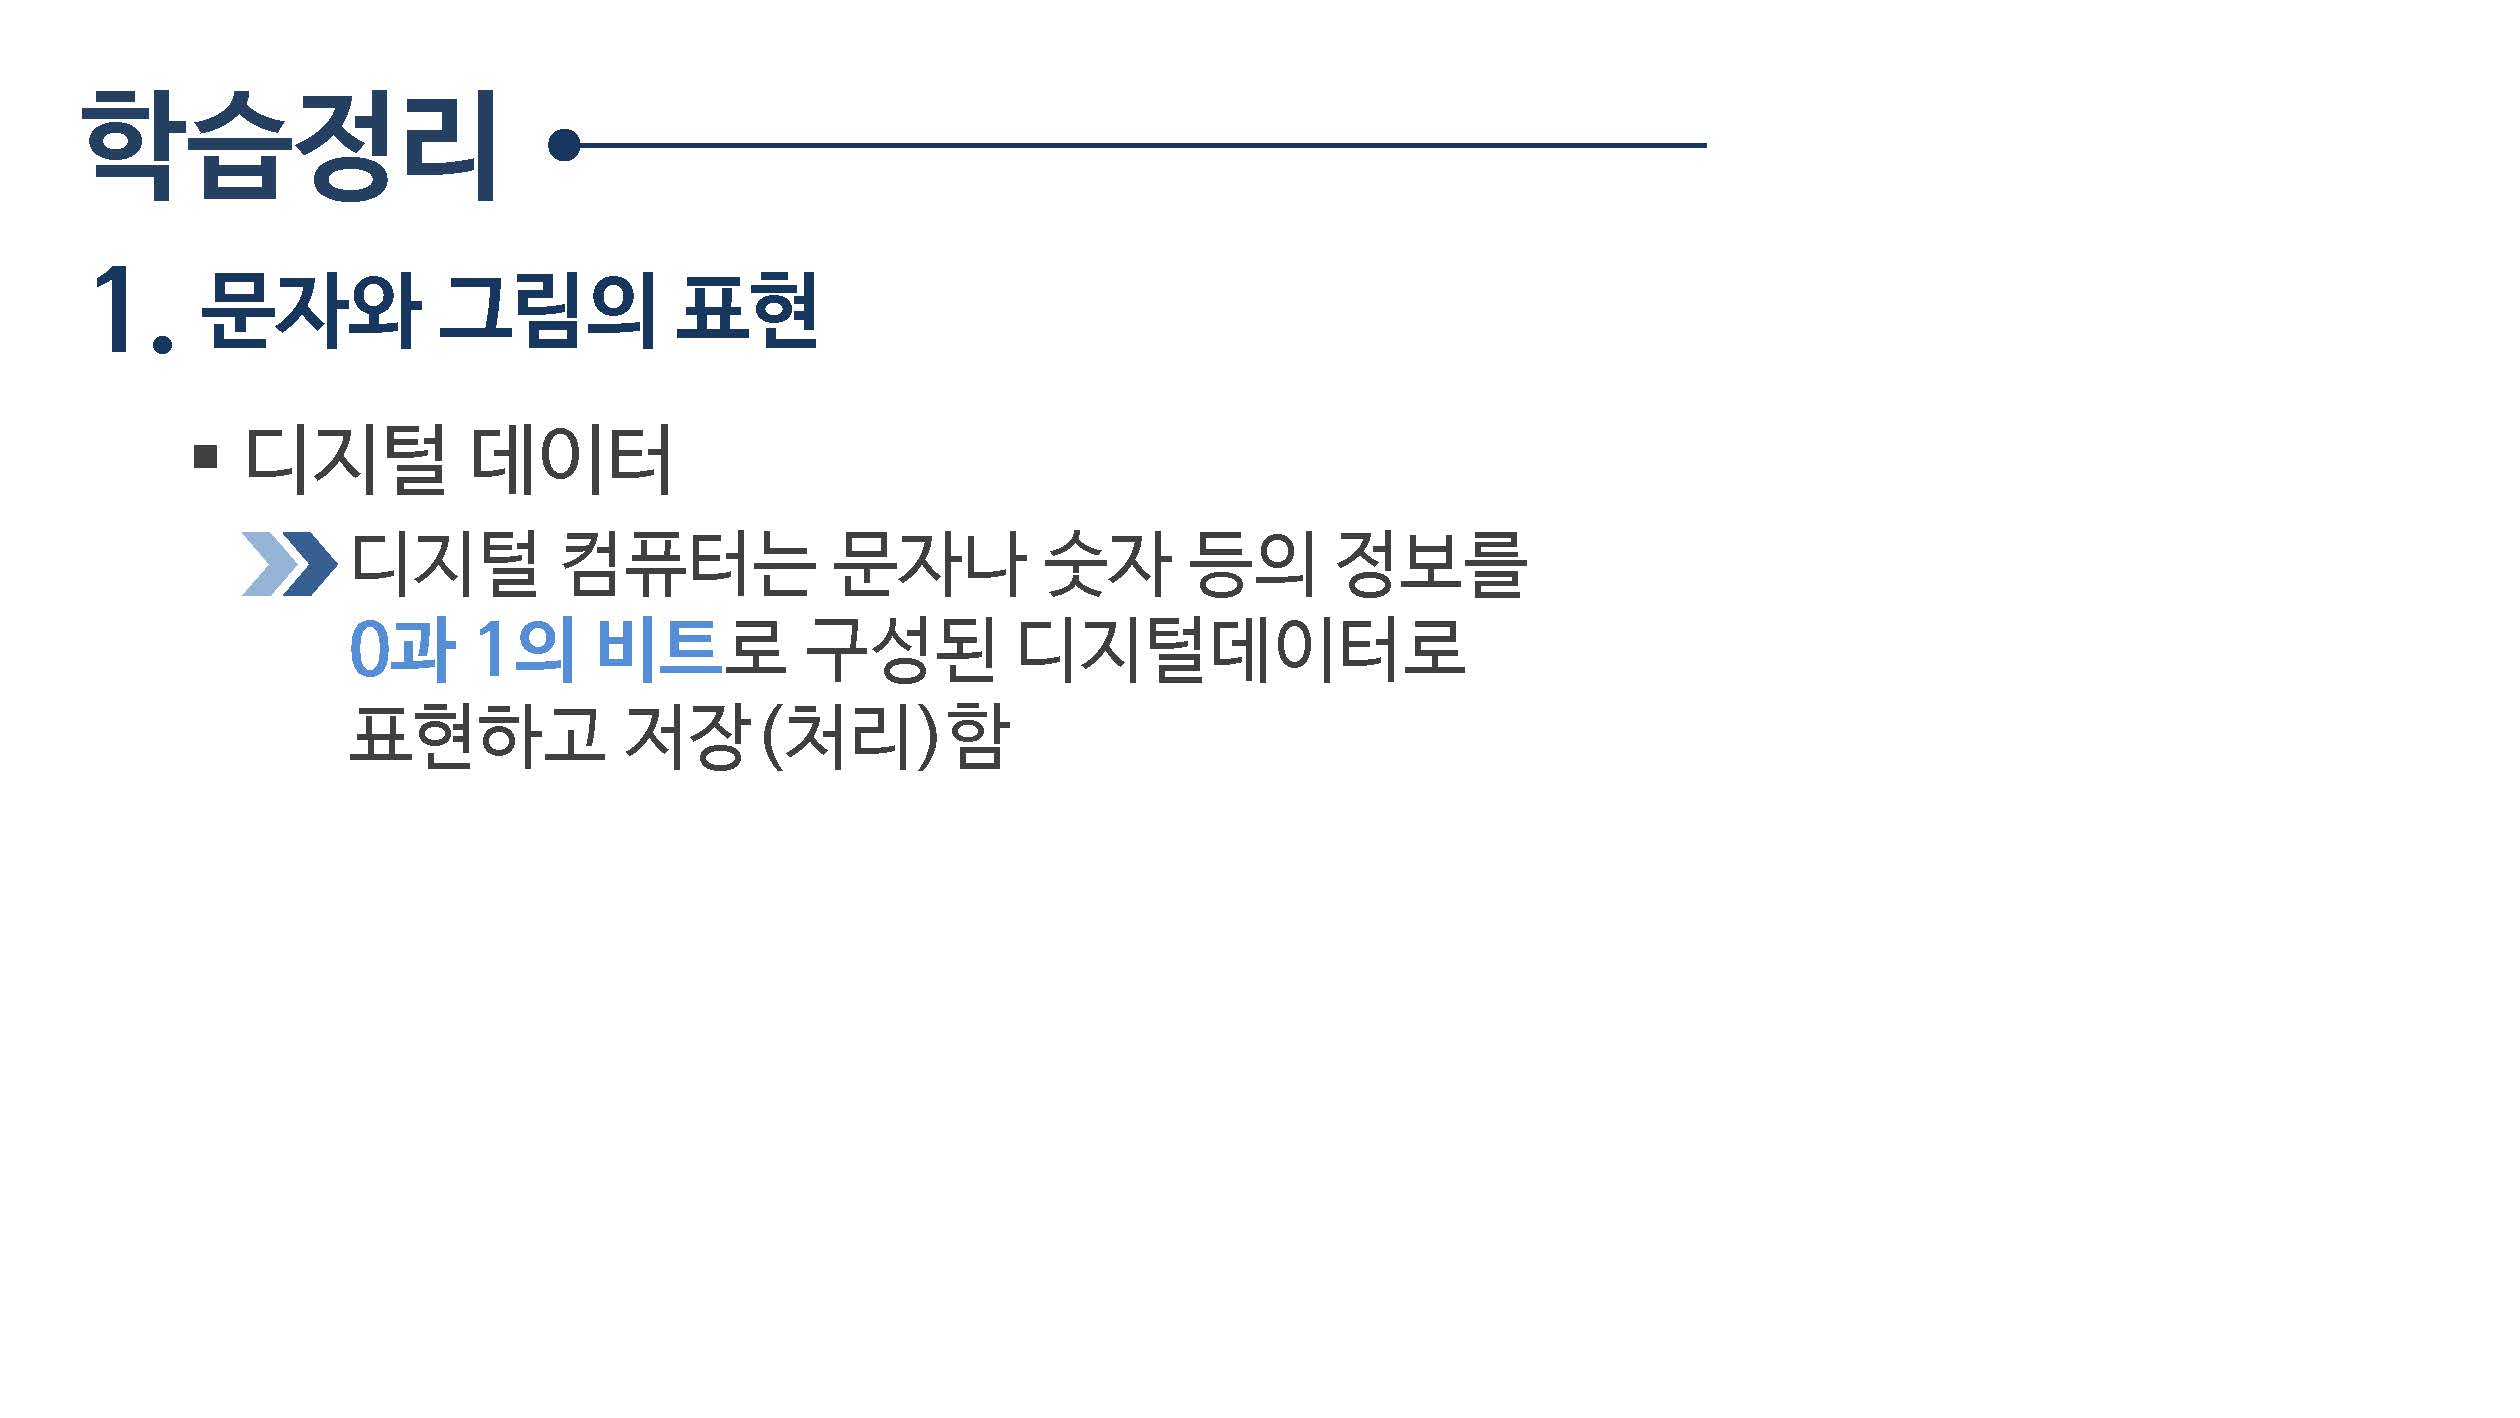 학습정리
1. 문자와 그림의 표현
▪ 디지털 데이터
디지털 컴퓨터는 문자나 숫자 등의 정보를
0과 1의 비트로 구성된 디지털데이터로
표현하고 저장(처리)함